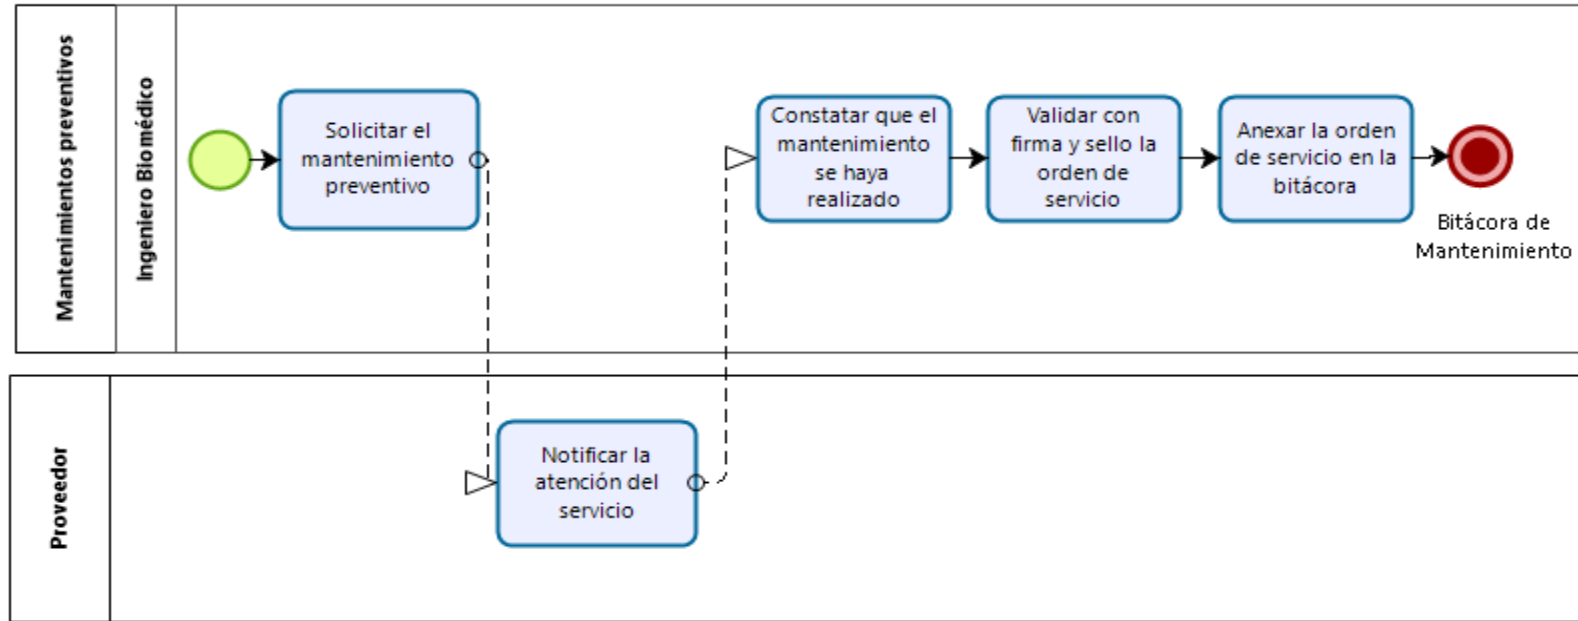 Mantenimientos preventivos
Ingeniero Biomédico
Solicitar el
mantenimiento
preventivo
Constatar que el
mantenimiento
se haya
realizado
Validar con
firma y sello la
orden de
servicio
Anexar la orden
de servicio en la
bitácora
Bitácora de
Mantenimiento
Proveedor
Notificar la
atención del
servicio